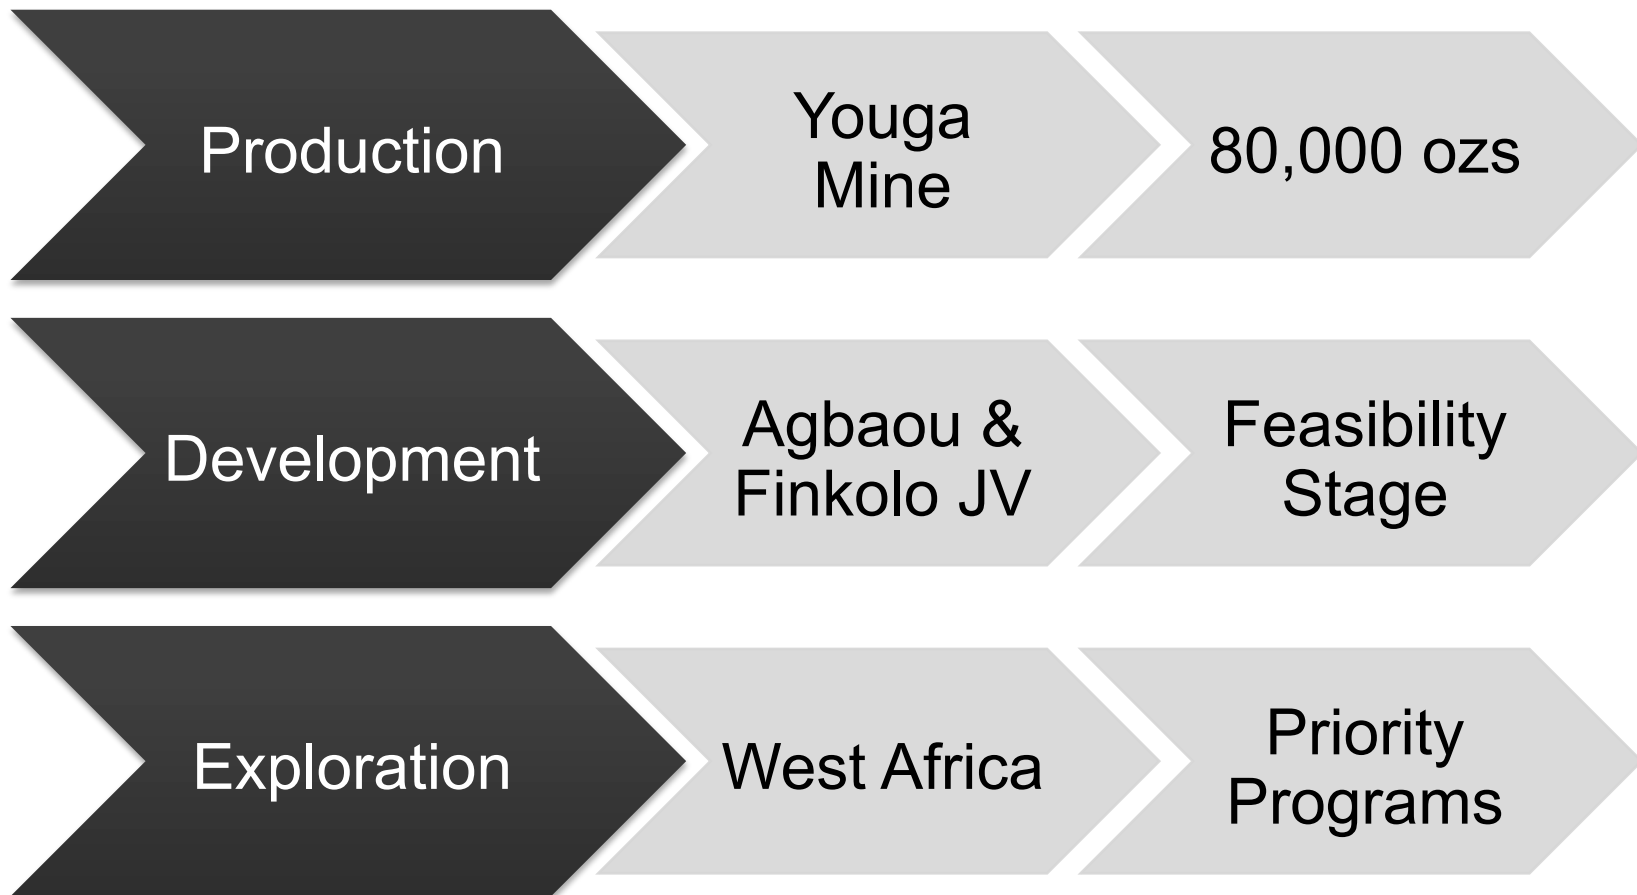 Production
Youga
Mine
80,000 ozs
Development
Agbaou &
Finkolo JV
Feasibility
Stage
Exploration
West Africa
Priority
Programs